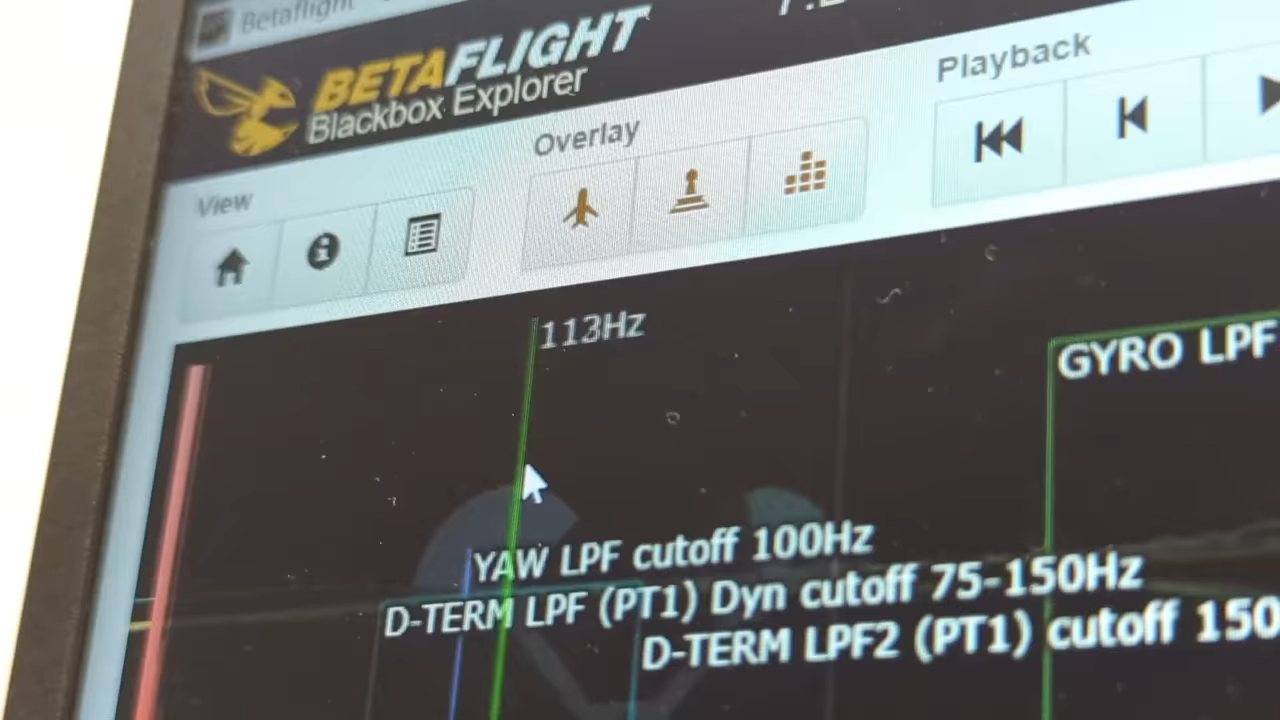 Betaflight
BETAFLIGHT
Blackbox Explorer
View
Overlay
Playback
113Hz
GYRO LPF
YAW LPF cutoff 100Hz
D-TERM LPF (PT1) Dyn cutoff 75-150Hz
D-TERM LPF2 (PT1) cutoff 150